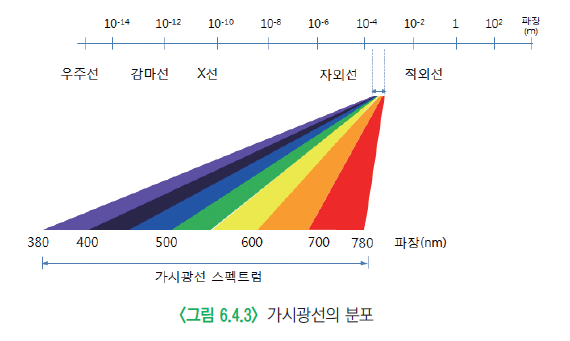 10-14 10-12 10-10 10-8 10-6 10-4 10-2 1 10² 파장
(m)
우주선 감마선 X선 자외선 적외선
380 400 500 600 700 780 파장(nm)
가시광선 스펙트럼
<그림 6.4.3> 가시광선의 분포